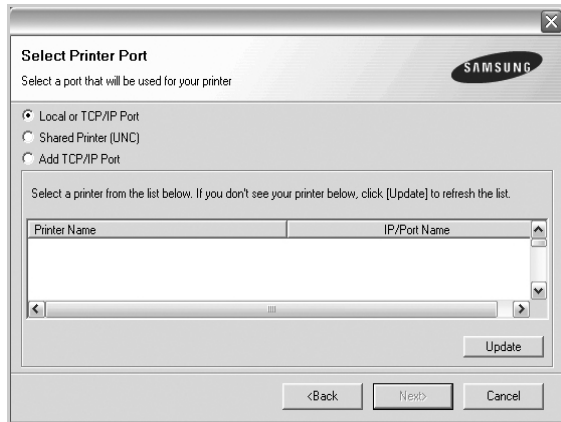 Select Printer Port
Select a port that will be used for your printer
SAMSUNG
Local or TCP/IP Port
Shared Printer (UNC)
Add TCP/IP Port
Select a printer from the list below. If you don't see your printer below, click [Update] to refresh the list.
Printer Name IP/Port Name
Update
<Back Next> Cancel